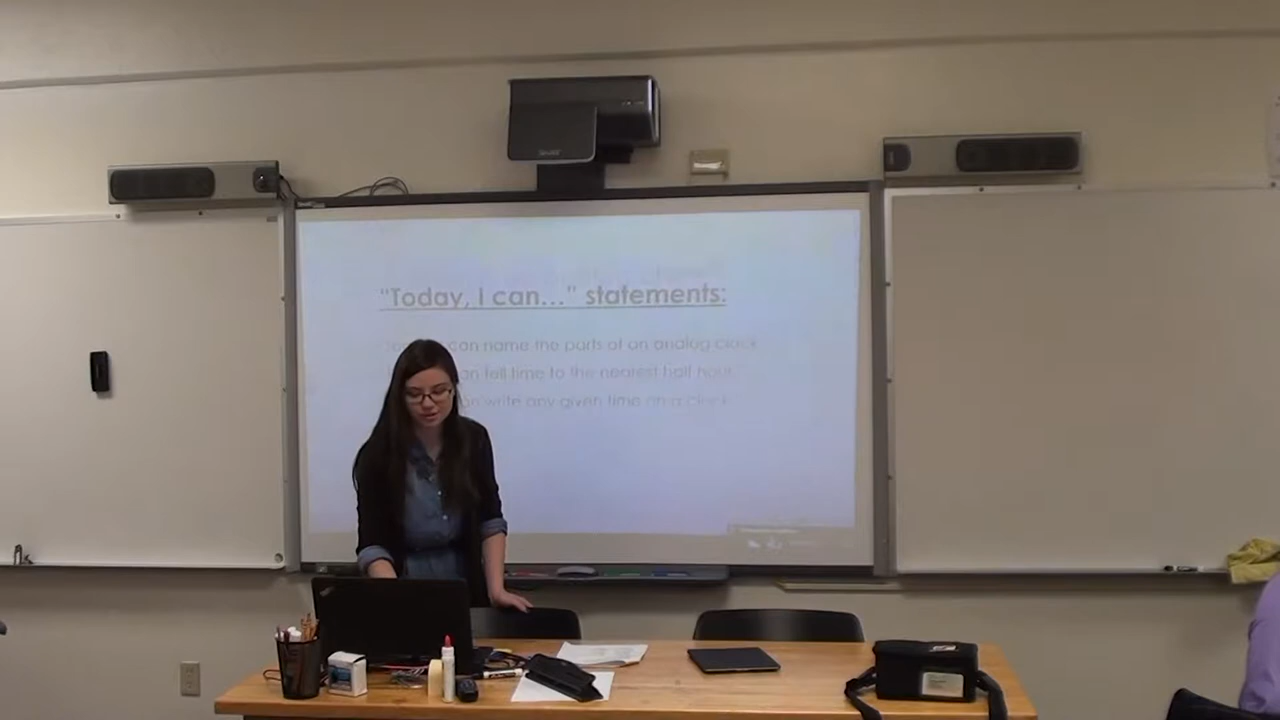 "Today, I can..." statements:
can name the parts of an analog clock
tell time to the nearest half hour
write any given time on a clock